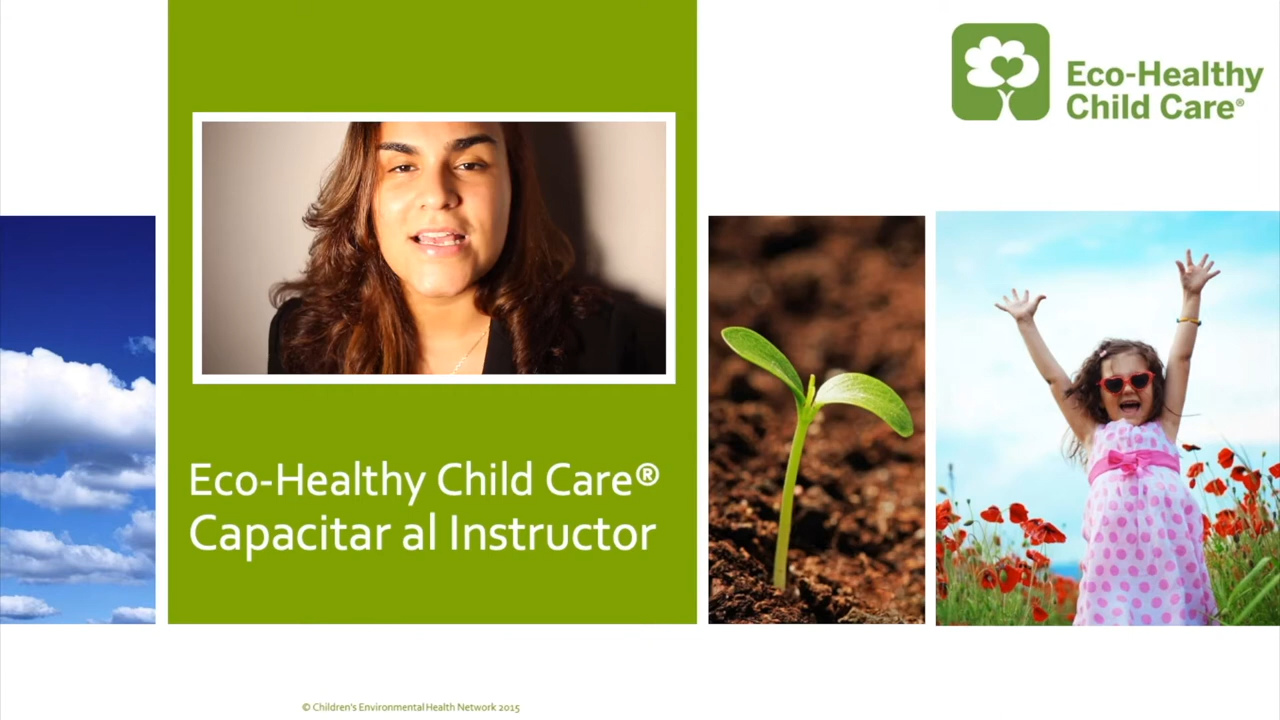 Eco-Healthy
Child Care®
Eco-Healthy Child Care®
Capacitar al Instructor
© Children's Environmental Health Network 2015